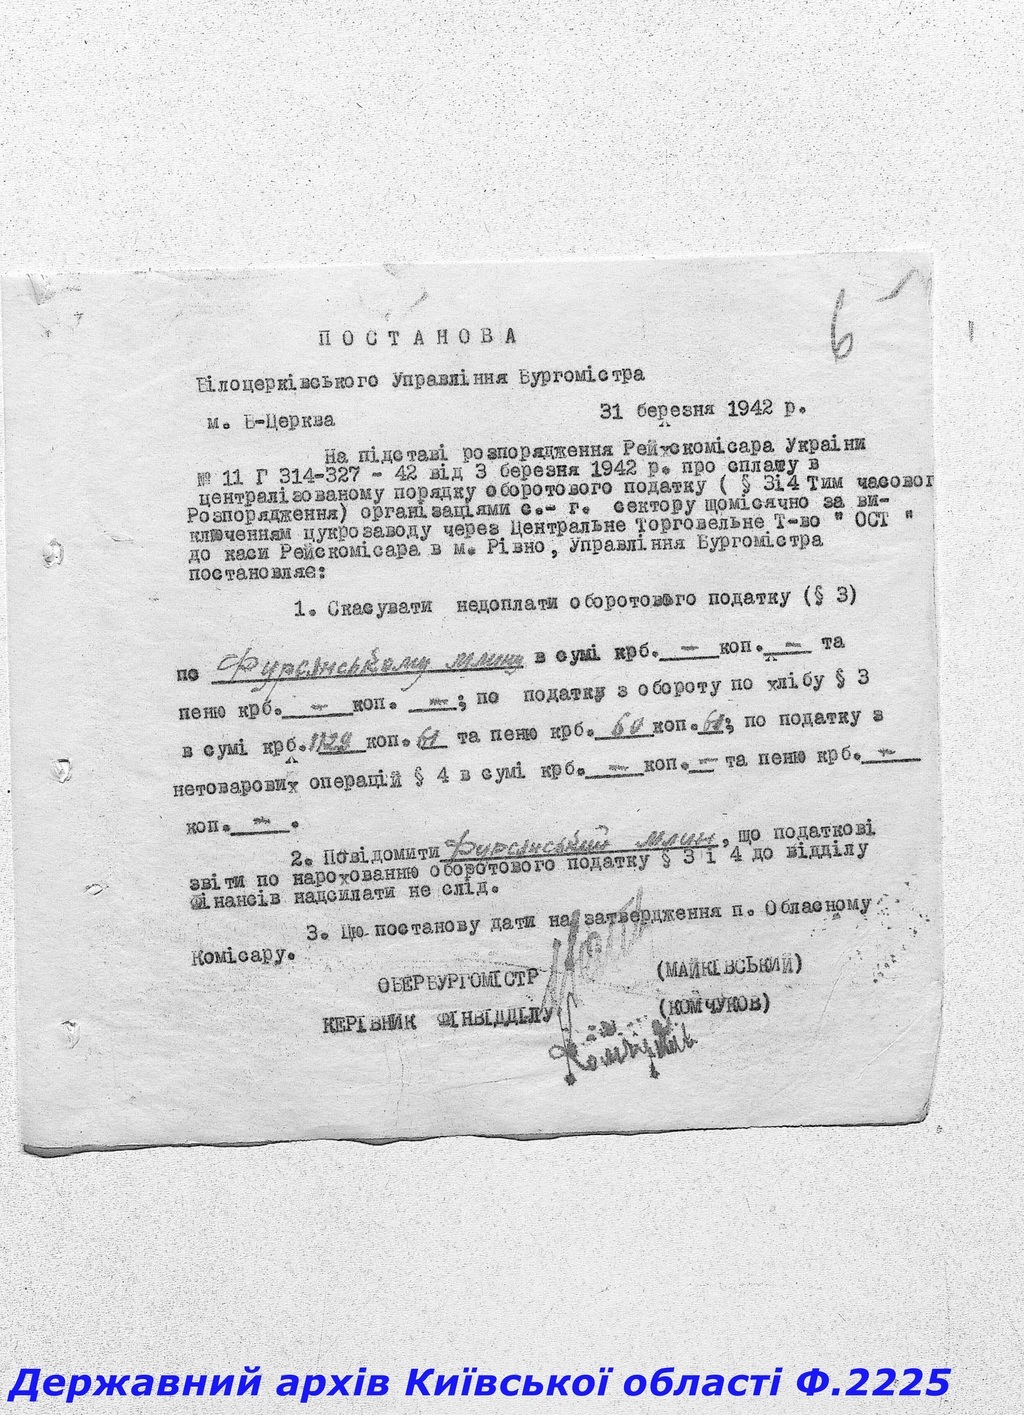 6
ПОСТАНОВА
Білоцерківського Управління Бургомістра
м. Б-Церква 31 березня 1942 р.
На підставі розпорядження Рейхскомісара України
№ 11 Г 314-327 - 42 від 3 березня 1942 р. про сплату в
централізованому порядку оборотового податку ( § 3і4 Тим часовог
Розпорядження) організаціями с.- г. сектору щомісячно за ви-
ключенням цукрозаводу через Центральне Торговельне Т-во " ОСТ "
до каси Рейскомісара в м. Рівно, Управління Бургомістра
постановляє:
1. Скасувати недоплати оборотового податку (§ 3)
по Фурсянському млину в сумі крб. — коп. — та
пеню крб. — коп. —; по податку з обороту по хлібу § 3
в сумі крб. 1129 коп. 61 та пеню крб. 60 коп. 61; по податку з
нетоварових операцій § 4 в сумі крб. — коп. — та пеню крб. —
коп. —.
2. Повідомити Фурсянський млин, що податкові
звіти по нарохованню оборотового податку § 3 і 4 до відділу
Фінансів надсилати не слід.
3. Цю постанову дати на затвердження п. Обласному
Комісару.
ОБЕРБУРГОМІСТР (МАЙКІВСЬКИЙ)
КЕРІВНИК ФІНВІДДІЛУ (КОМЧУКОВ)
Державний архів Київської області Ф.2225